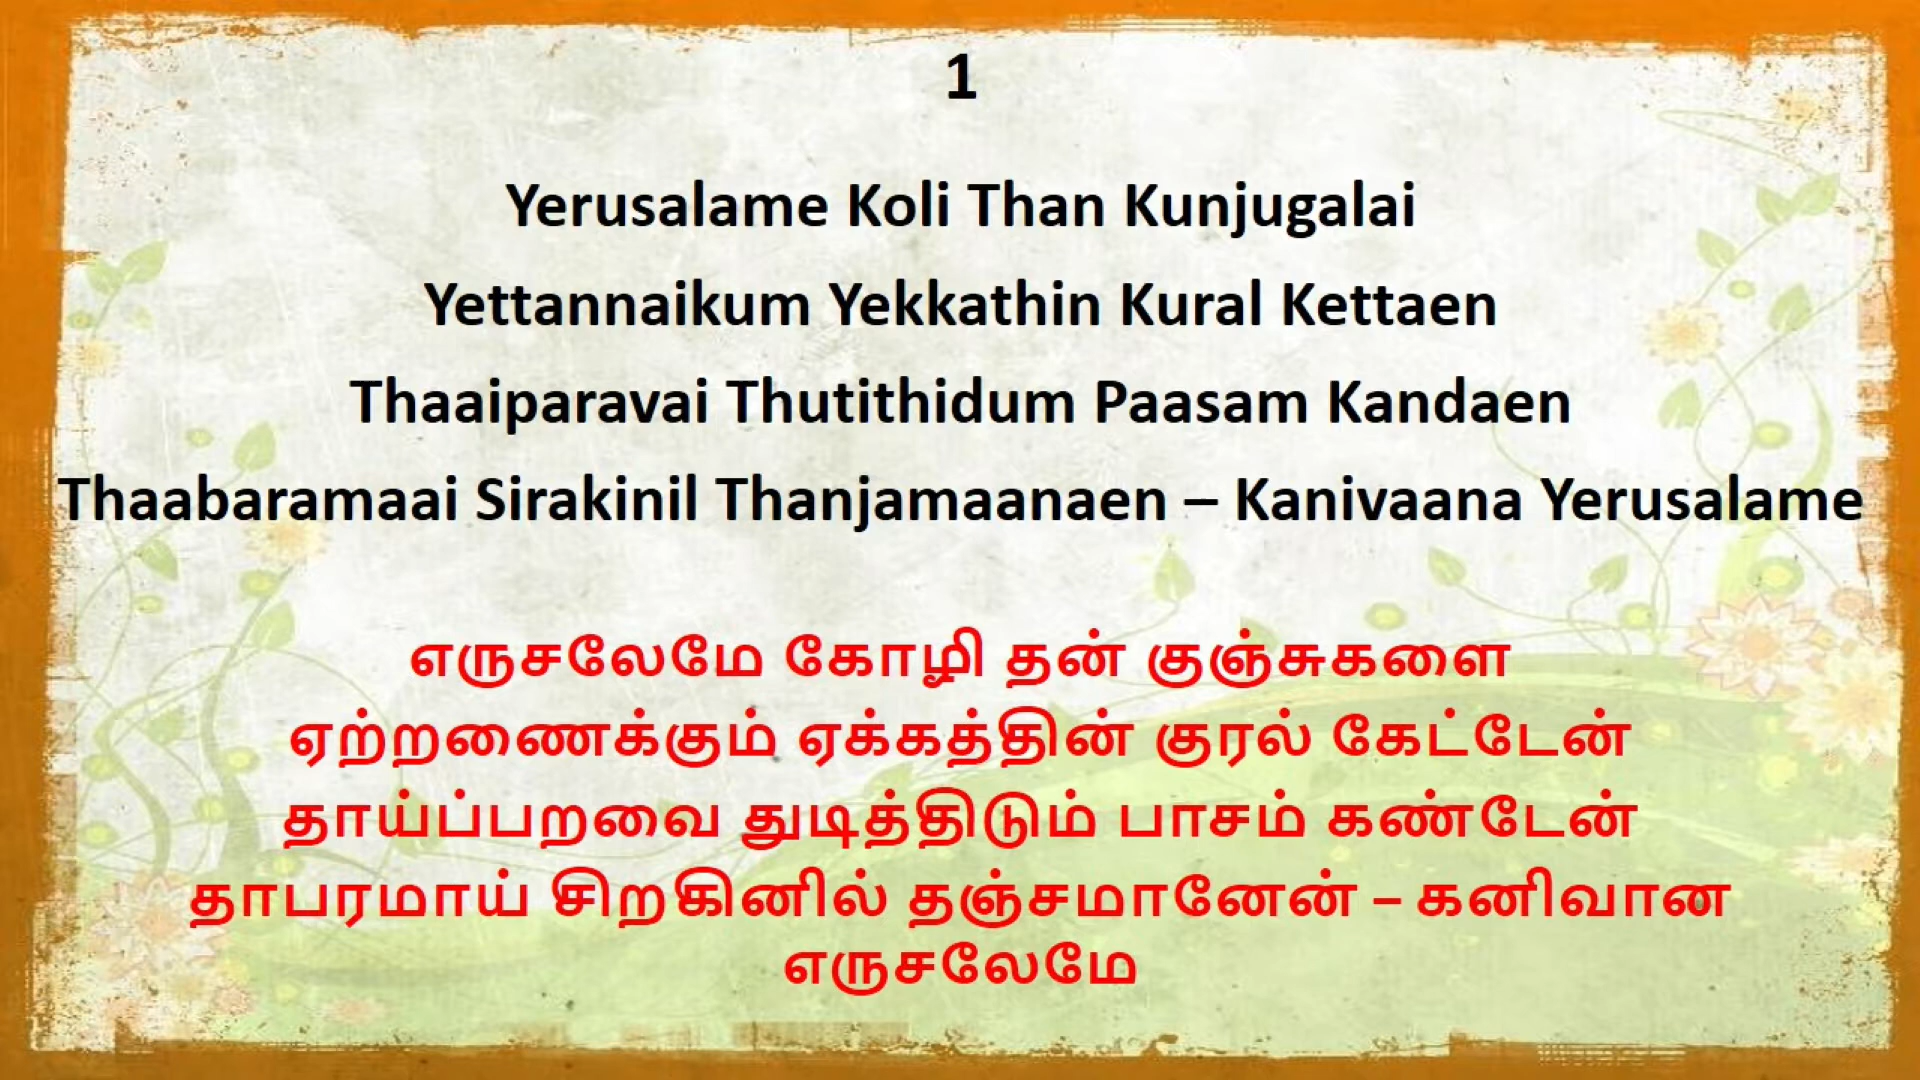 1
Yerusalame Koli Than Kunjugalai
Yettannaikum Yekkathin Kural Kettaen
Thaaiparavai Thutithidum Paasam Kandaen
Thaabaramaai Sirakinil Thanjamaanaen – Kanivaana Yerusalame
எருசலேமே கோழி தன் குஞ்சுகளை
ஏற்றணைக்கும் ஏக்கத்தின் குரல் கேட்டேன்
தாய்ப்பறவை துடித்திடும் பாசம் கண்டேன்
தாபரமாய் சிறகினில் தஞ்சமானேன் – கனிவான
எருசலேமே